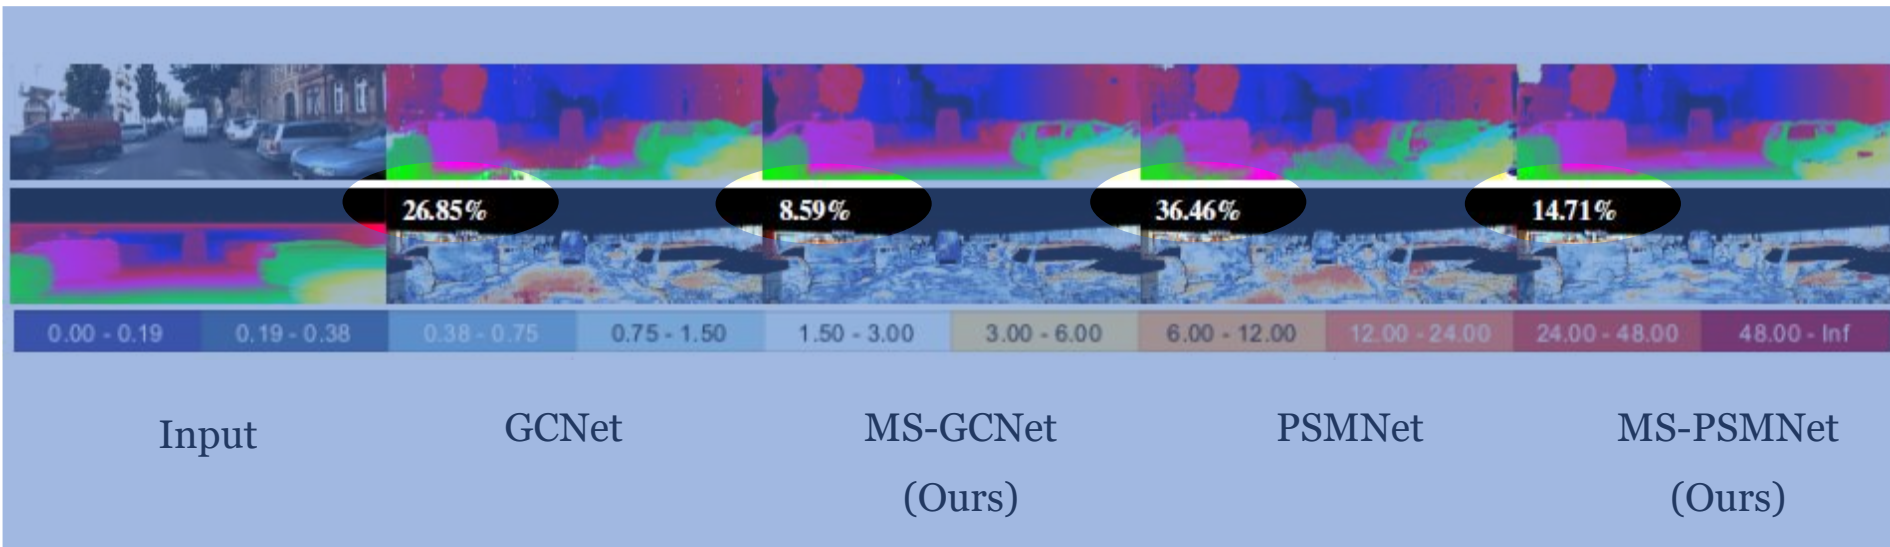 26.85% 8.59% 36.46% 14.71%
0.00 - 0.19 0.19 - 0.38 0.38 - 0.75 0.75 - 1.50 1.50 - 3.00 3.00 - 6.00 6.00 - 12.00 12.00 - 24.00 24.00 - 48.00 48.00 - Inf
Input GCNet MS-GCNet PSMNet MS-PSMNet
(Ours) (Ours)